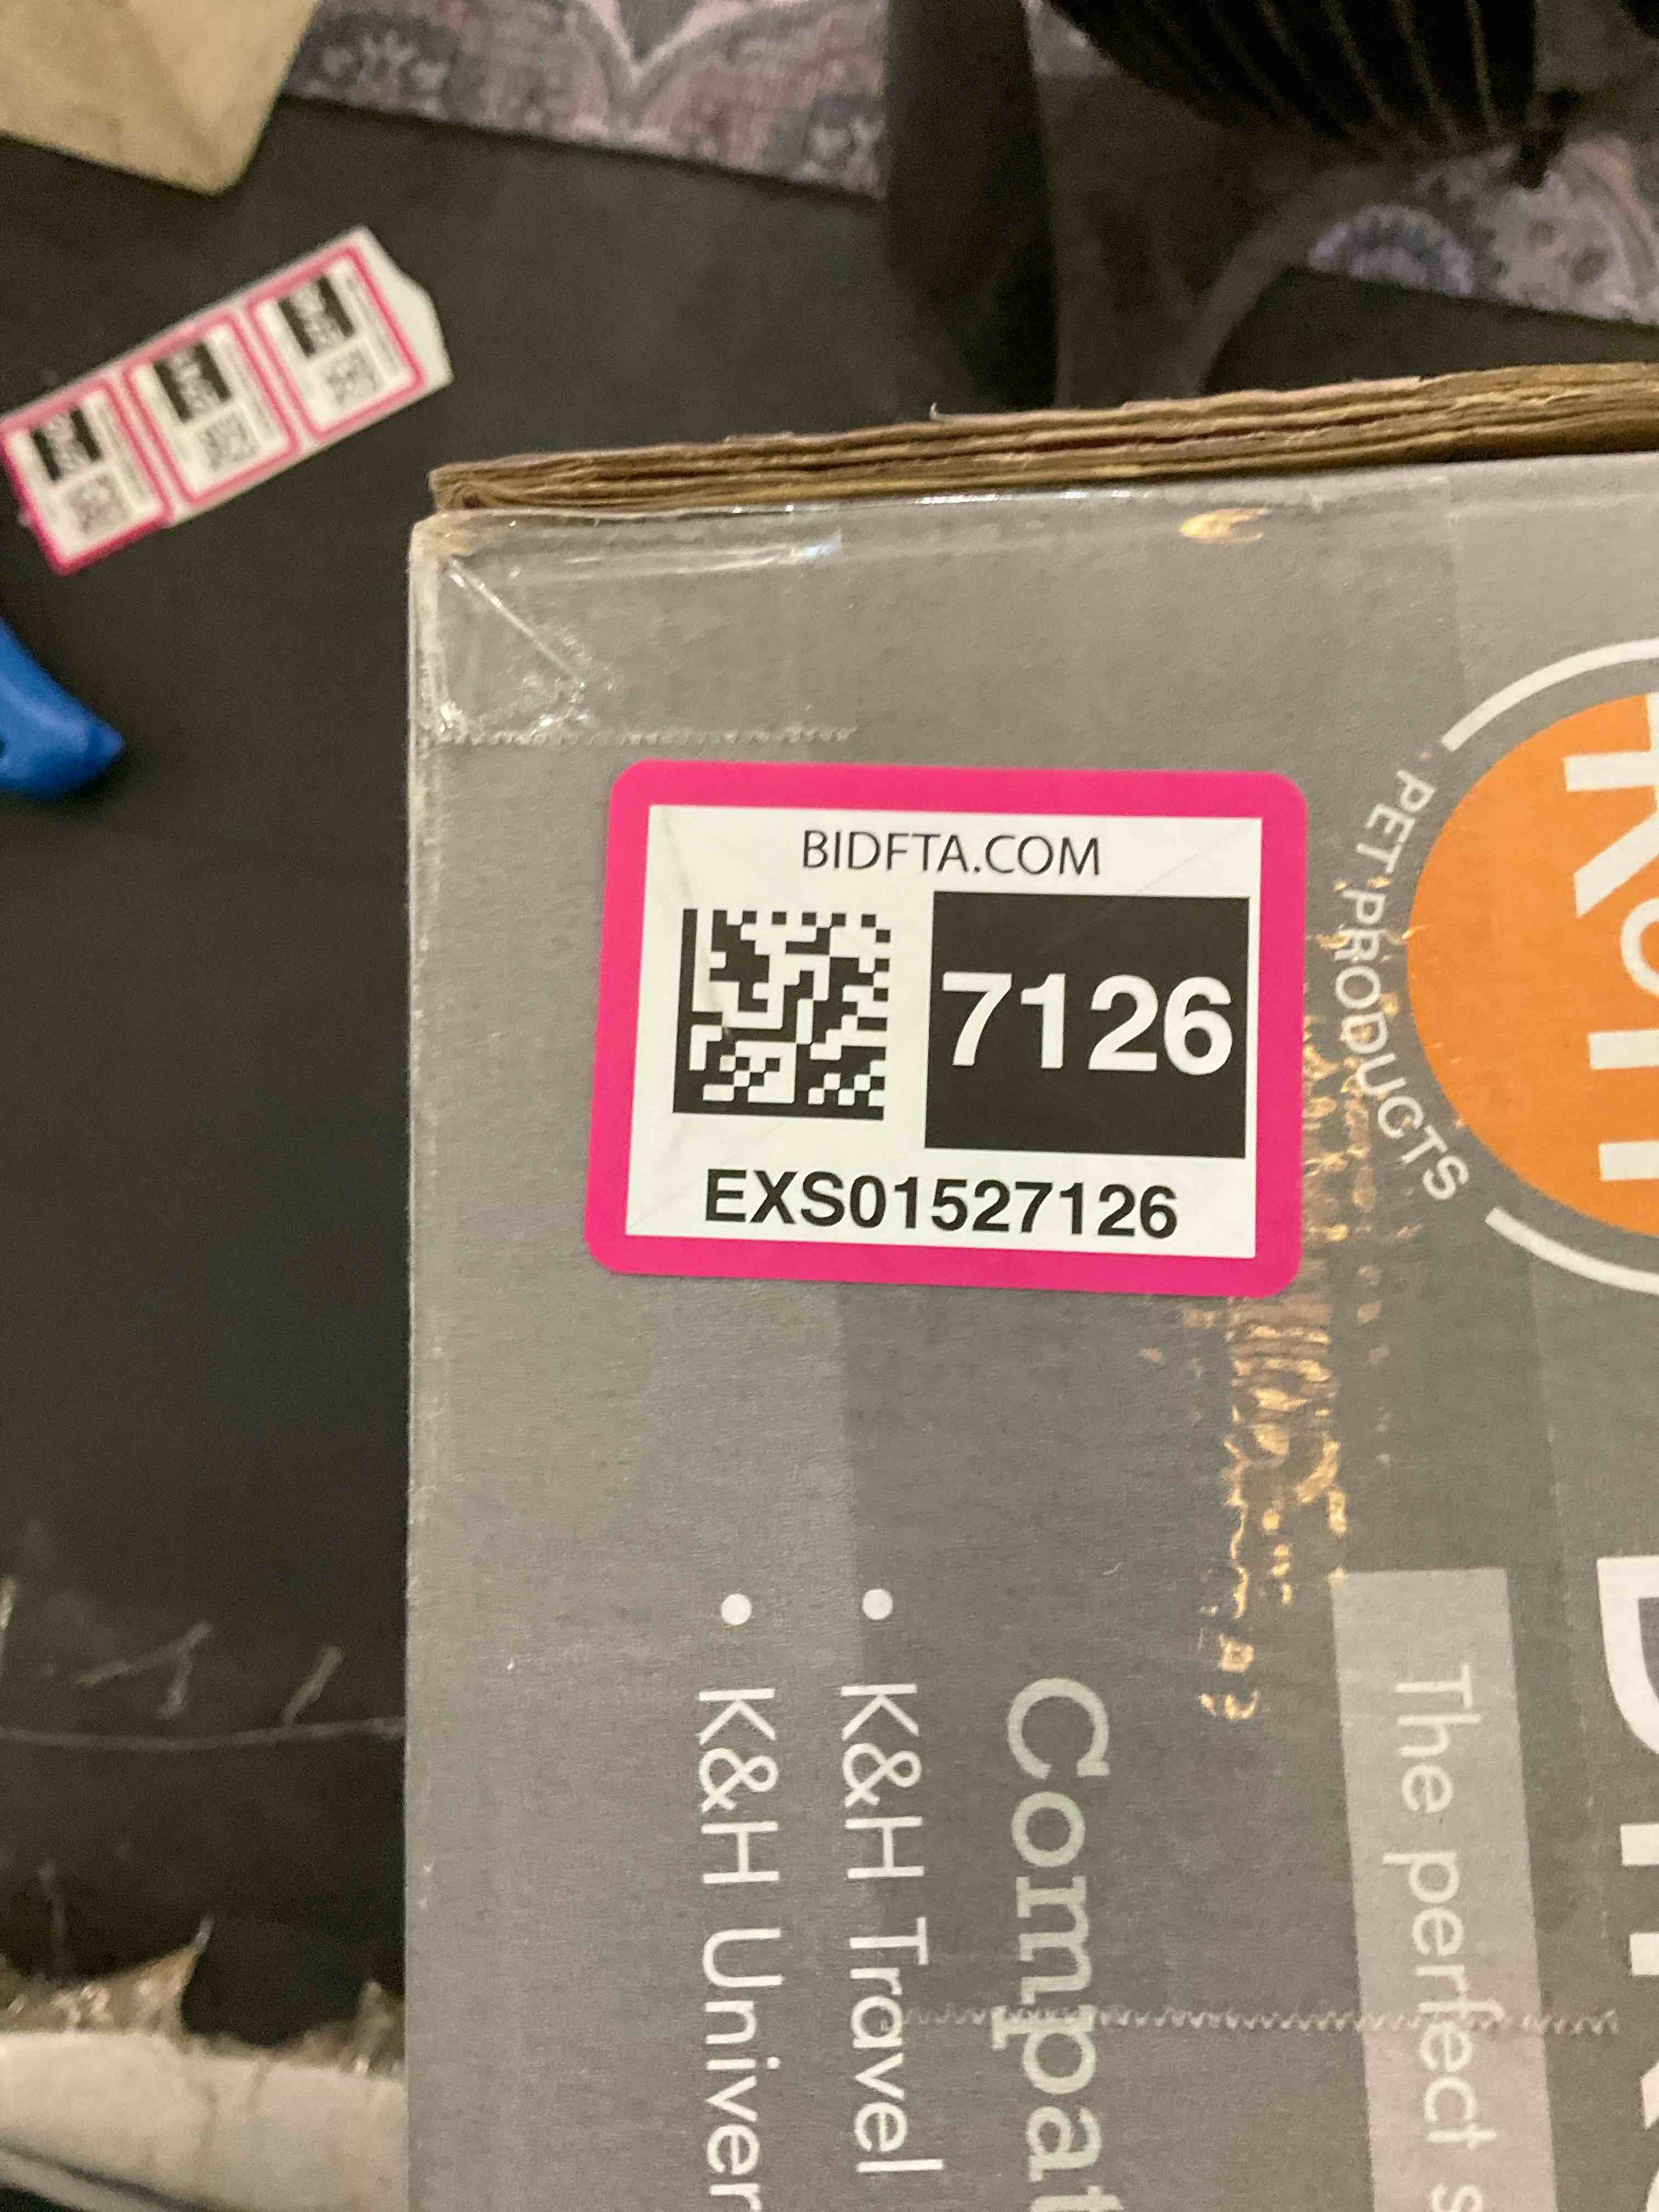 BIDFTA.COM
7126
EXS01527126
K&H
PET PRODUCTS
The perfect s
Compat
• K&H Travel
• K&H Univer